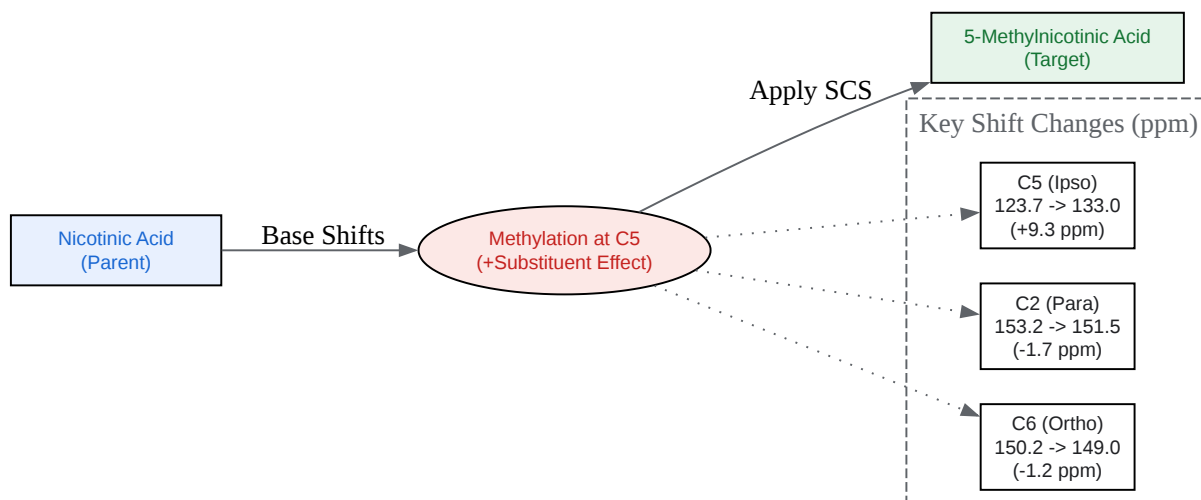 5-Methylnicotinic Acid
(Target)
Apply SCS
Key Shift Changes (ppm)
C5 (Ipso)
123.7 -> 133.0
(+9.3 ppm)
Nicotinic Acid
(Parent)
Base Shifts
Methylation at C5
(+Substituent Effect)
C2 (Para)
153.2 -> 151.5
(-1.7 ppm)
C6 (Ortho)
150.2 -> 149.0
(-1.2 ppm)